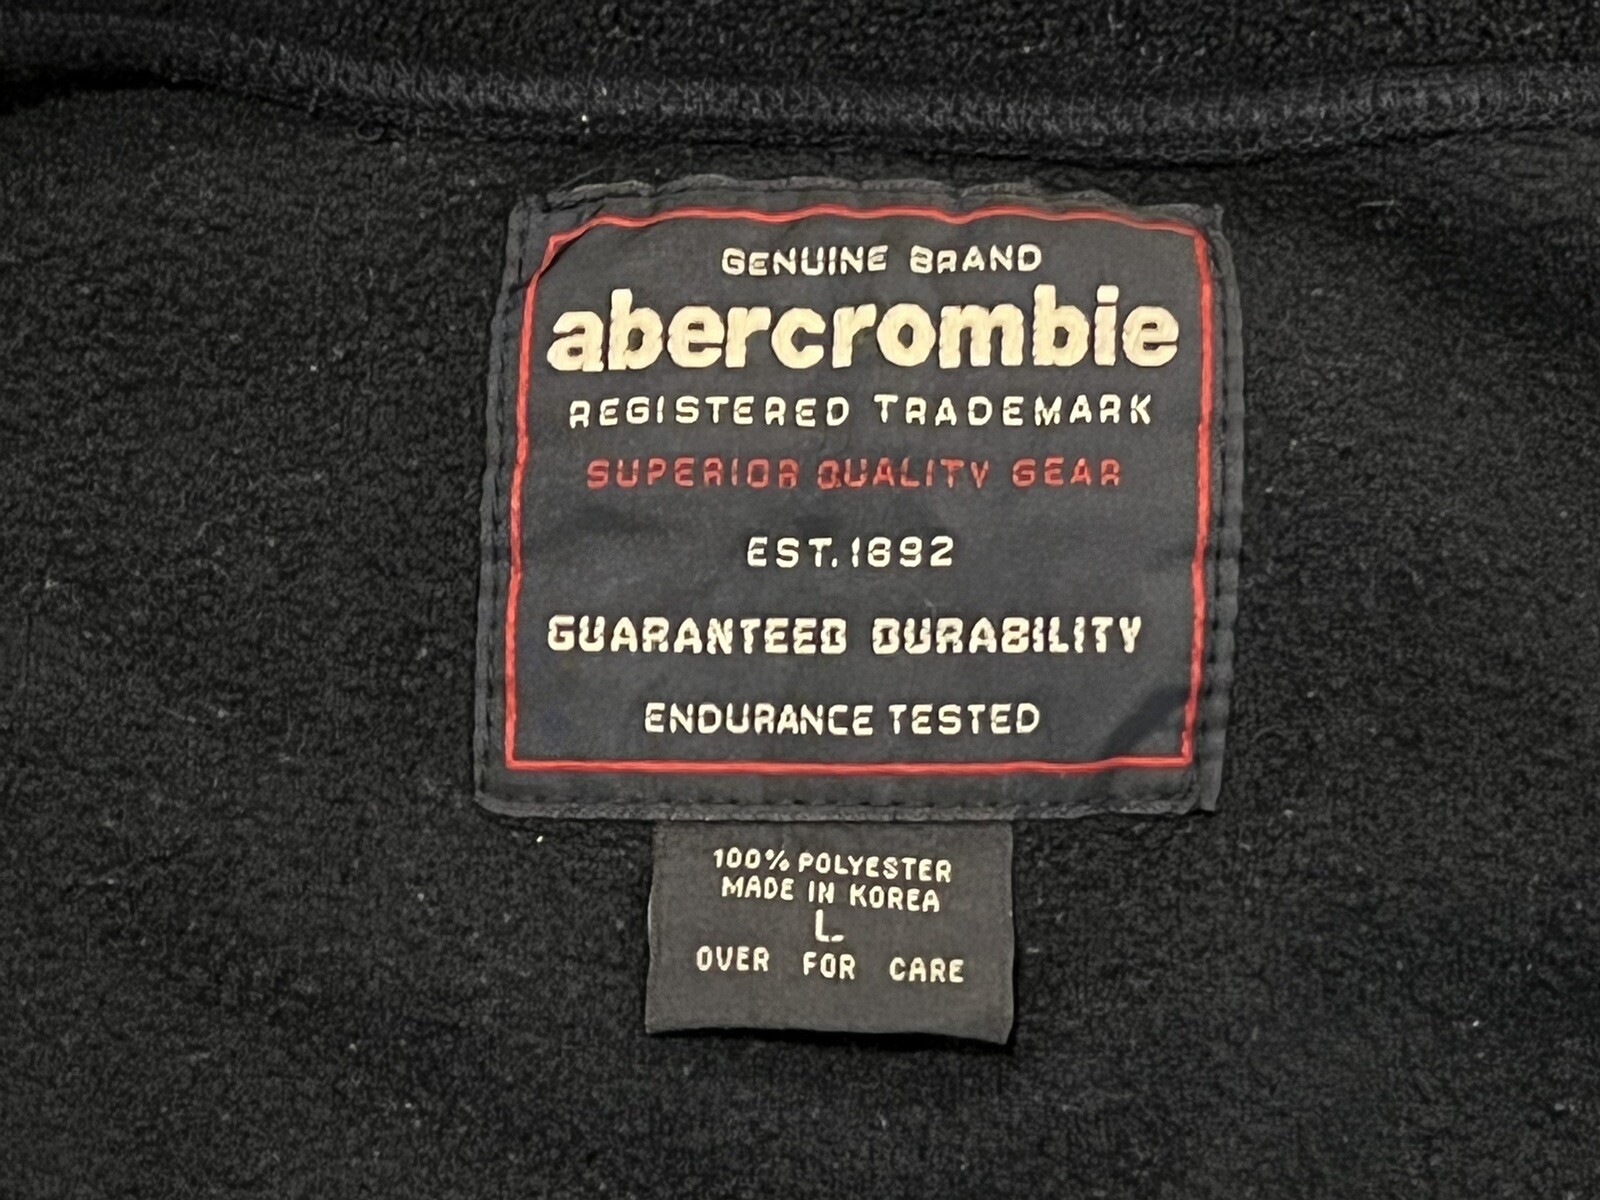 GENUINE BRAND
abercrombie
REGISTERED TRADEMARK
SUPERIOR QUALITY GEAR
EST. 1892
GUARANTEED DURABILITY
ENDURANCE TESTED
100% POLYESTER
MADE IN KOREA
L
OVER FOR CARE